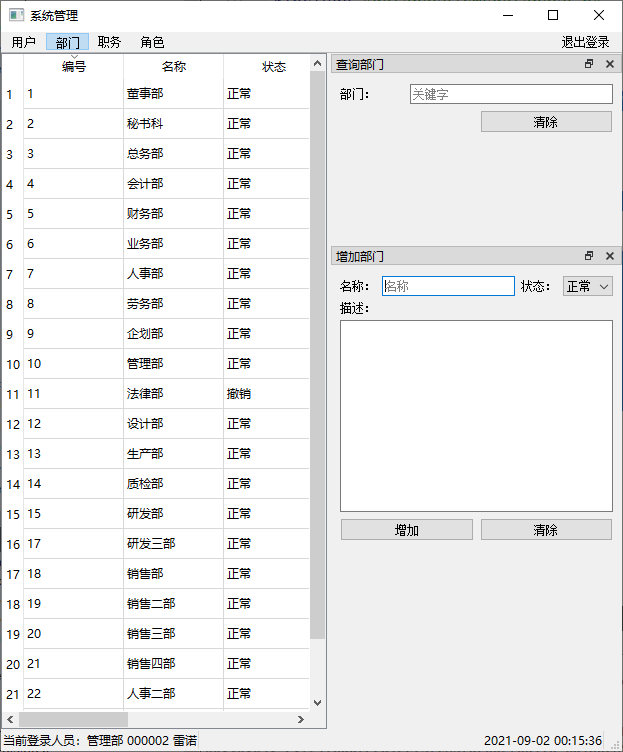 系统管理
用户 部门 职务 角色 退出登录
编号 名称 状态
1 1 董事部 正常
2 2 秘书科 正常
3 3 总务部 正常
4 4 会计部 正常
5 5 财务部 正常
6 6 业务部 正常
7 7 人事部 正常
8 8 劳务部 正常
9 9 企划部 正常
10 10 管理部 正常
11 11 法律部 撤销
12 12 设计部 正常
13 13 生产部 正常
14 14 质检部 正常
15 15 研发部 正常
16 17 研发三部 正常
17 18 销售部 正常
18 19 销售二部 正常
19 20 销售三部 正常
20 21 销售四部 正常
21 22 人事二部 正常
查询部门
部门： 关键字
清除
增加部门
名称： 名称 状态： 正常
描述：
增加 清除
当前登录人员：管理部 000002 雷诺 2021-09-02 00:15:36